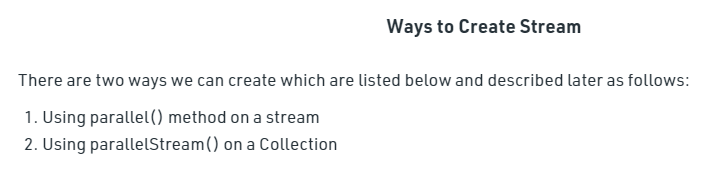 Ways to Create Stream
There are two ways we can create which are listed below and described later as follows:
1. Using parallel() method on a stream
2. Using parallelStream() on a Collection